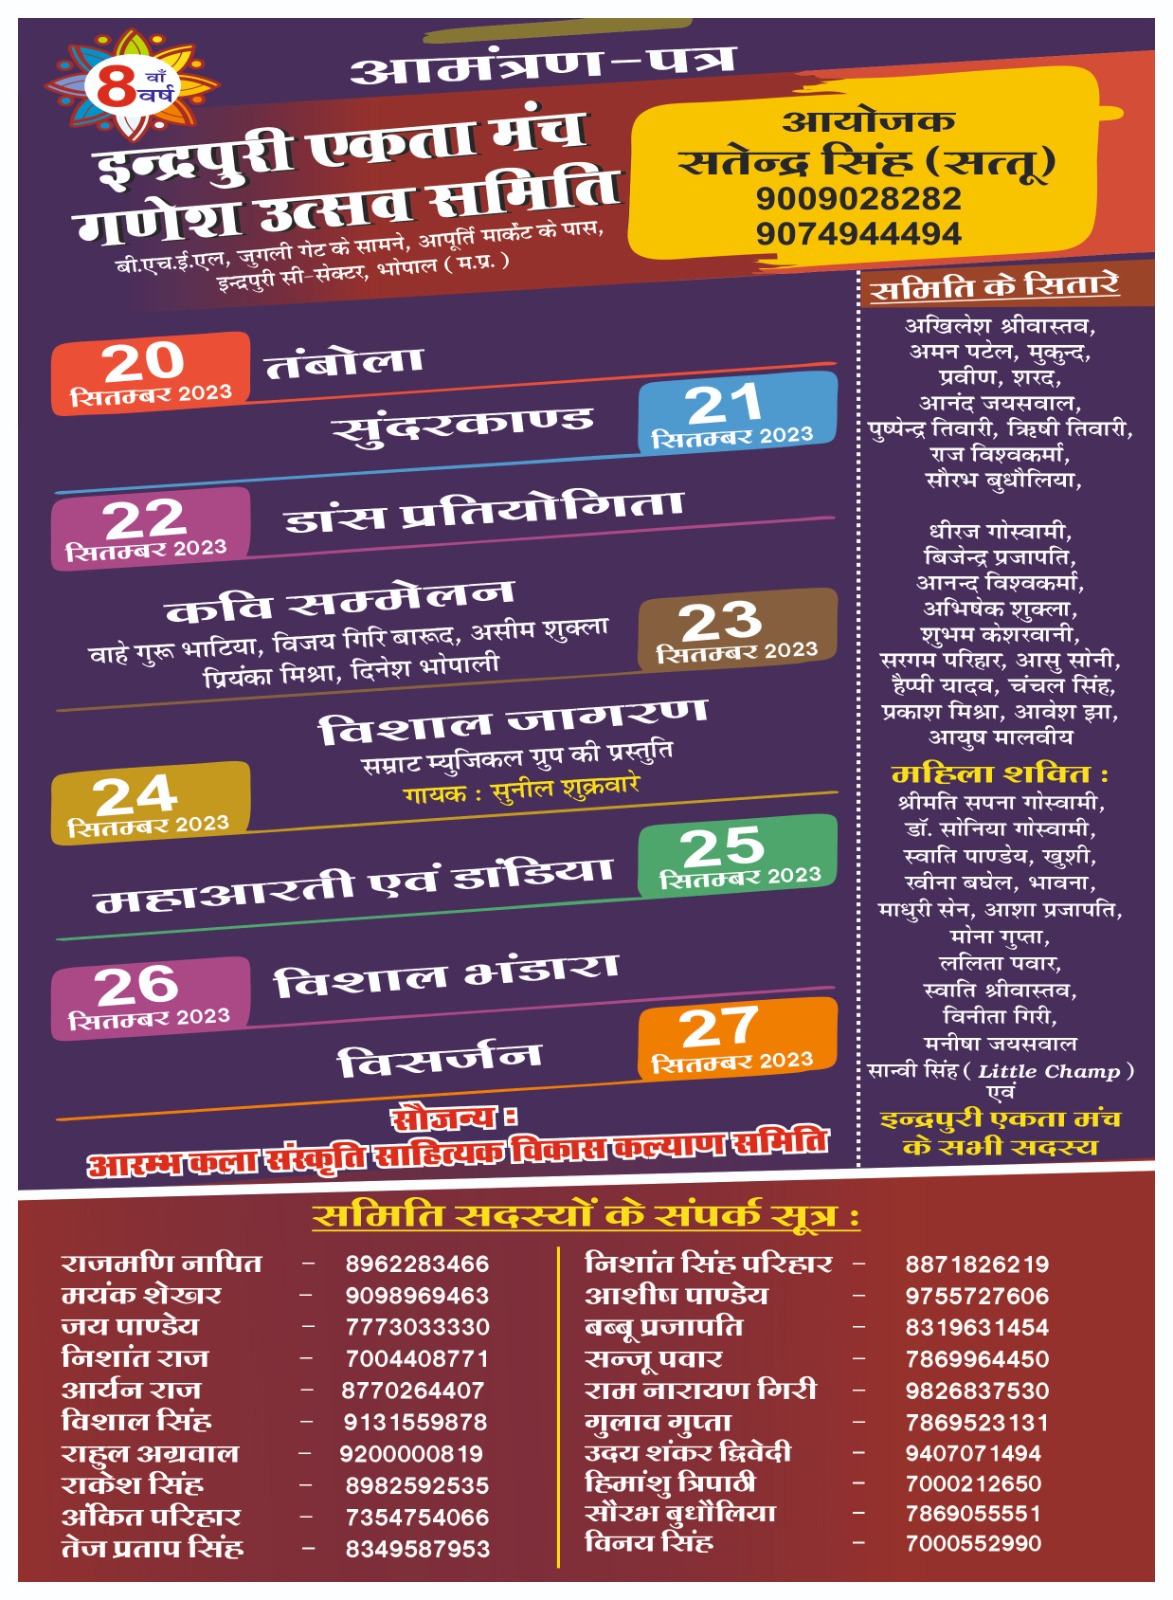 8 वाँ
वर्ष
आमंत्रण-पत्र
इन्द्रपुरी एकता मंच
गणेश उत्सव समिति
बी.एच.ई.एल, जुगली गेट के सामने, आपूर्ति मार्केट के पास,
इन्द्रपुरी सी-सेक्टर, भोपाल ( म.प्र. )
आयोजक
सतेन्द्र सिंह (सत्तू)
9009028282
9074944494
20
सितम्बर 2023
तंबोला
सुंदरकाण्ड
21
सितम्बर 2023
22
सितम्बर 2023
डांस प्रतियोगिता
कवि सम्मेलन
वाहे गुरू भाटिया, विजय गिरि बारूद, असीम शुक्ला
प्रियंका मिश्रा, दिनेश भोपाली
23
सितम्बर 2023
विशाल जागरण
सम्राट म्युजिकल ग्रुप की प्रस्तुति
गायक : सुनील शुक्रवारे
24
सितम्बर 2023
महाआरती एवं डांडिया
25
सितम्बर 2023
26
सितम्बर 2023
विशाल भंडारा
विसर्जन
27
सितम्बर 2023
सौजन्य :
आरम्भ कला संस्कृति साहित्यक विकास कल्याण समिति
समिति के सितारे
अखिलेश श्रीवास्तव,
अमन पटेल, मुकुन्द,
प्रवीण, शरद,
आनंद जयसवाल,
पुष्पेन्द्र तिवारी, ऋिषी तिवारी,
राज विश्वकर्मा,
सौरभ बुधौलिया,
धीरज गोस्वामी,
बिजेन्द्र प्रजापति,
आनन्द विश्वकर्मा,
अभिषेक शुक्ला,
शुभम केशरवानी,
सरगम परिहार, आसु सोनी,
हैप्पी यादव, चंचल सिंह,
प्रकाश मिश्रा, आवेश झा,
आयुष मालवीय
महिला शक्ति :
श्रीमति सपना गोस्वामी,
डॉ. सोनिया गोस्वामी,
स्वाति पाण्डेय, खुशी,
रवीना बघेल, भावना,
माधुरी सेन, आशा प्रजापति,
मोना गुप्ता,
ललिता पवार,
स्वाति श्रीवास्तव,
विनीता गिरी,
मनीषा जयसवाल
सान्वी सिंह ( Little Champ )
एवं
इन्द्रपुरी एकता मंच
के सभी सदस्य
समिति सदस्यों के संपर्क सूत्र :
राजमणि नापित - 8962283466
मयंक शेखर - 9098969463
जय पाण्डेय - 7773033330
निशांत राज - 7004408771
आर्यन राज - 8770264407
विशाल सिंह - 9131559878
राहुल अग्रवाल - 9200000819
राकेश सिंह - 8982592535
अंकित परिहार - 7354754066
तेज प्रताप सिंह - 8349587953
निशांत सिंह परिहार - 8871826219
आशीष पाण्डेय - 9755727606
बब्बू प्रजापति - 8319631454
सन्जू पवार - 7869964450
राम नारायण गिरी - 9826837530
गुलाव गुप्ता - 7869523131
उदय शंकर द्विवेदी - 9407071494
हिमांशु त्रिपाठी - 7000212650
सौरभ बुधौलिया - 7869055551
विनय सिंह - 7000552990